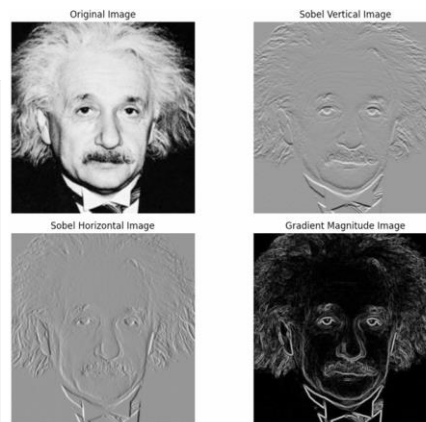 Original Image
Sobel Vertical Image
Sobel Horizontal Image
Gradient Magnitude Image